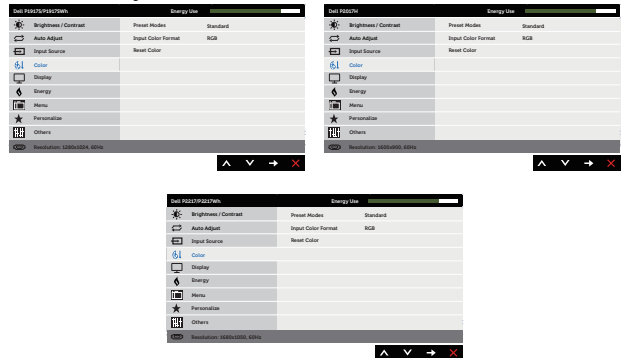 Dell P1917S/P1917SWh Energy Use
Brightness / Contrast Preset Modes Standard
Auto Adjust Input Color Format RGB
Input Source Reset Color
Color
Display
Energy
Menu
Personalize
Others
Resolution: 1280x1024, 60Hz
Dell P2017H Energy Use
Brightness / Contrast Preset Modes Standard
Auto Adjust Input Color Format RGB
Input Source Reset Color
Color
Display
Energy
Menu
Personalize
Others
Resolution: 1600x900, 60Hz
Dell P2217/P2217Wh Energy Use
Brightness / Contrast Preset Modes Standard
Auto Adjust Input Color Format RGB
Input Source Reset Color
Color
Display
Energy
Menu
Personalize
Others
Resolution: 1680x1050, 60Hz